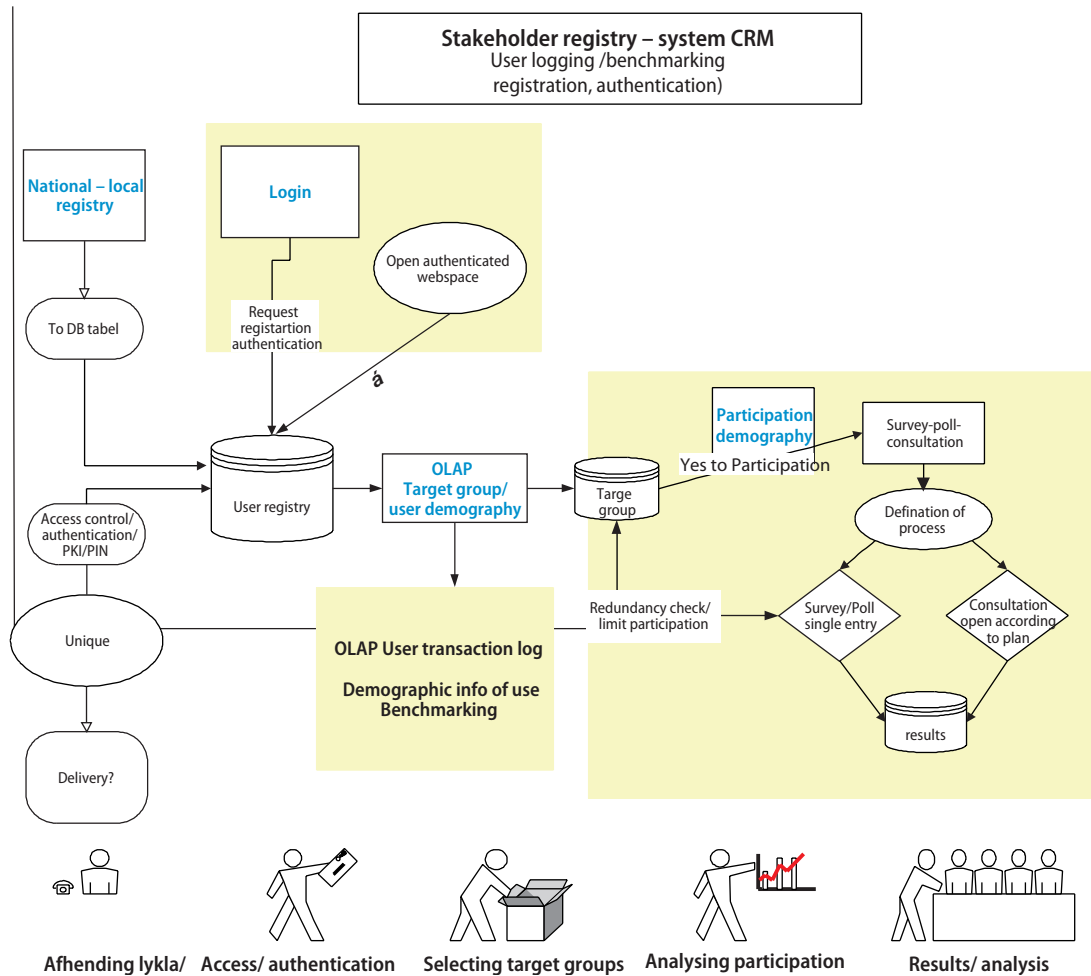 Stakeholder registry – system CRM
User logging /benchmarking
registration, authentication)
National – local
registry
Login
Open authenticated
webspace
To DB tabel
Request
registartion
authentication
á
Participation
demography
Survey-poll-
consultation
Yes to Participation
OLAP
Target group/
user demography
User registry
Targe
group
Access control/
authentication/
PKI/PIN
Defination of
process
Redundancy check/
limit participation
Survey/Poll
single entry
Consultation
open according
to plan
Unique
OLAP User transaction log
Demographic info of use
Benchmarking
results
Delivery?
Afhending lykla/
Access/ authentication
Selecting target groups
Analysing participation
Results/ analysis